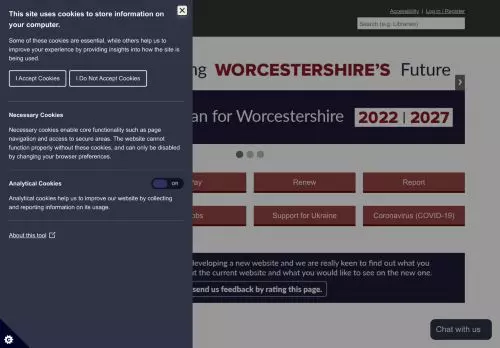 This site uses cookies to store information on
your computer.
Some of these cookies are essential, while others help us to
improve your experience by providing insights into how the site is
being used.
I Accept Cookies
I Do Not Accept Cookies
Necessary Cookies
Necessary cookies enable core functionality such as page
navigation and access to secure areas. The website cannot
function properly without these cookies, and can only be disabled
by changing your browser preferences.
Analytical Cookies
on
Analytical cookies help us to improve our website by collecting
and reporting information on its usage.
About this tool
Accessibility | Log in / Register
Search (e.g. Libraries)
ng WORCESTERSHIRE'S Future
an for Worcestershire 2022 | 2027
Pay
Renew
Report
obs
Support for Ukraine
Coronavirus (COVID-19)
developing a new website and we are really keen to find out what you
t the current website and what you would like to see on the new one.
send us feedback by rating this page.
Chat with us